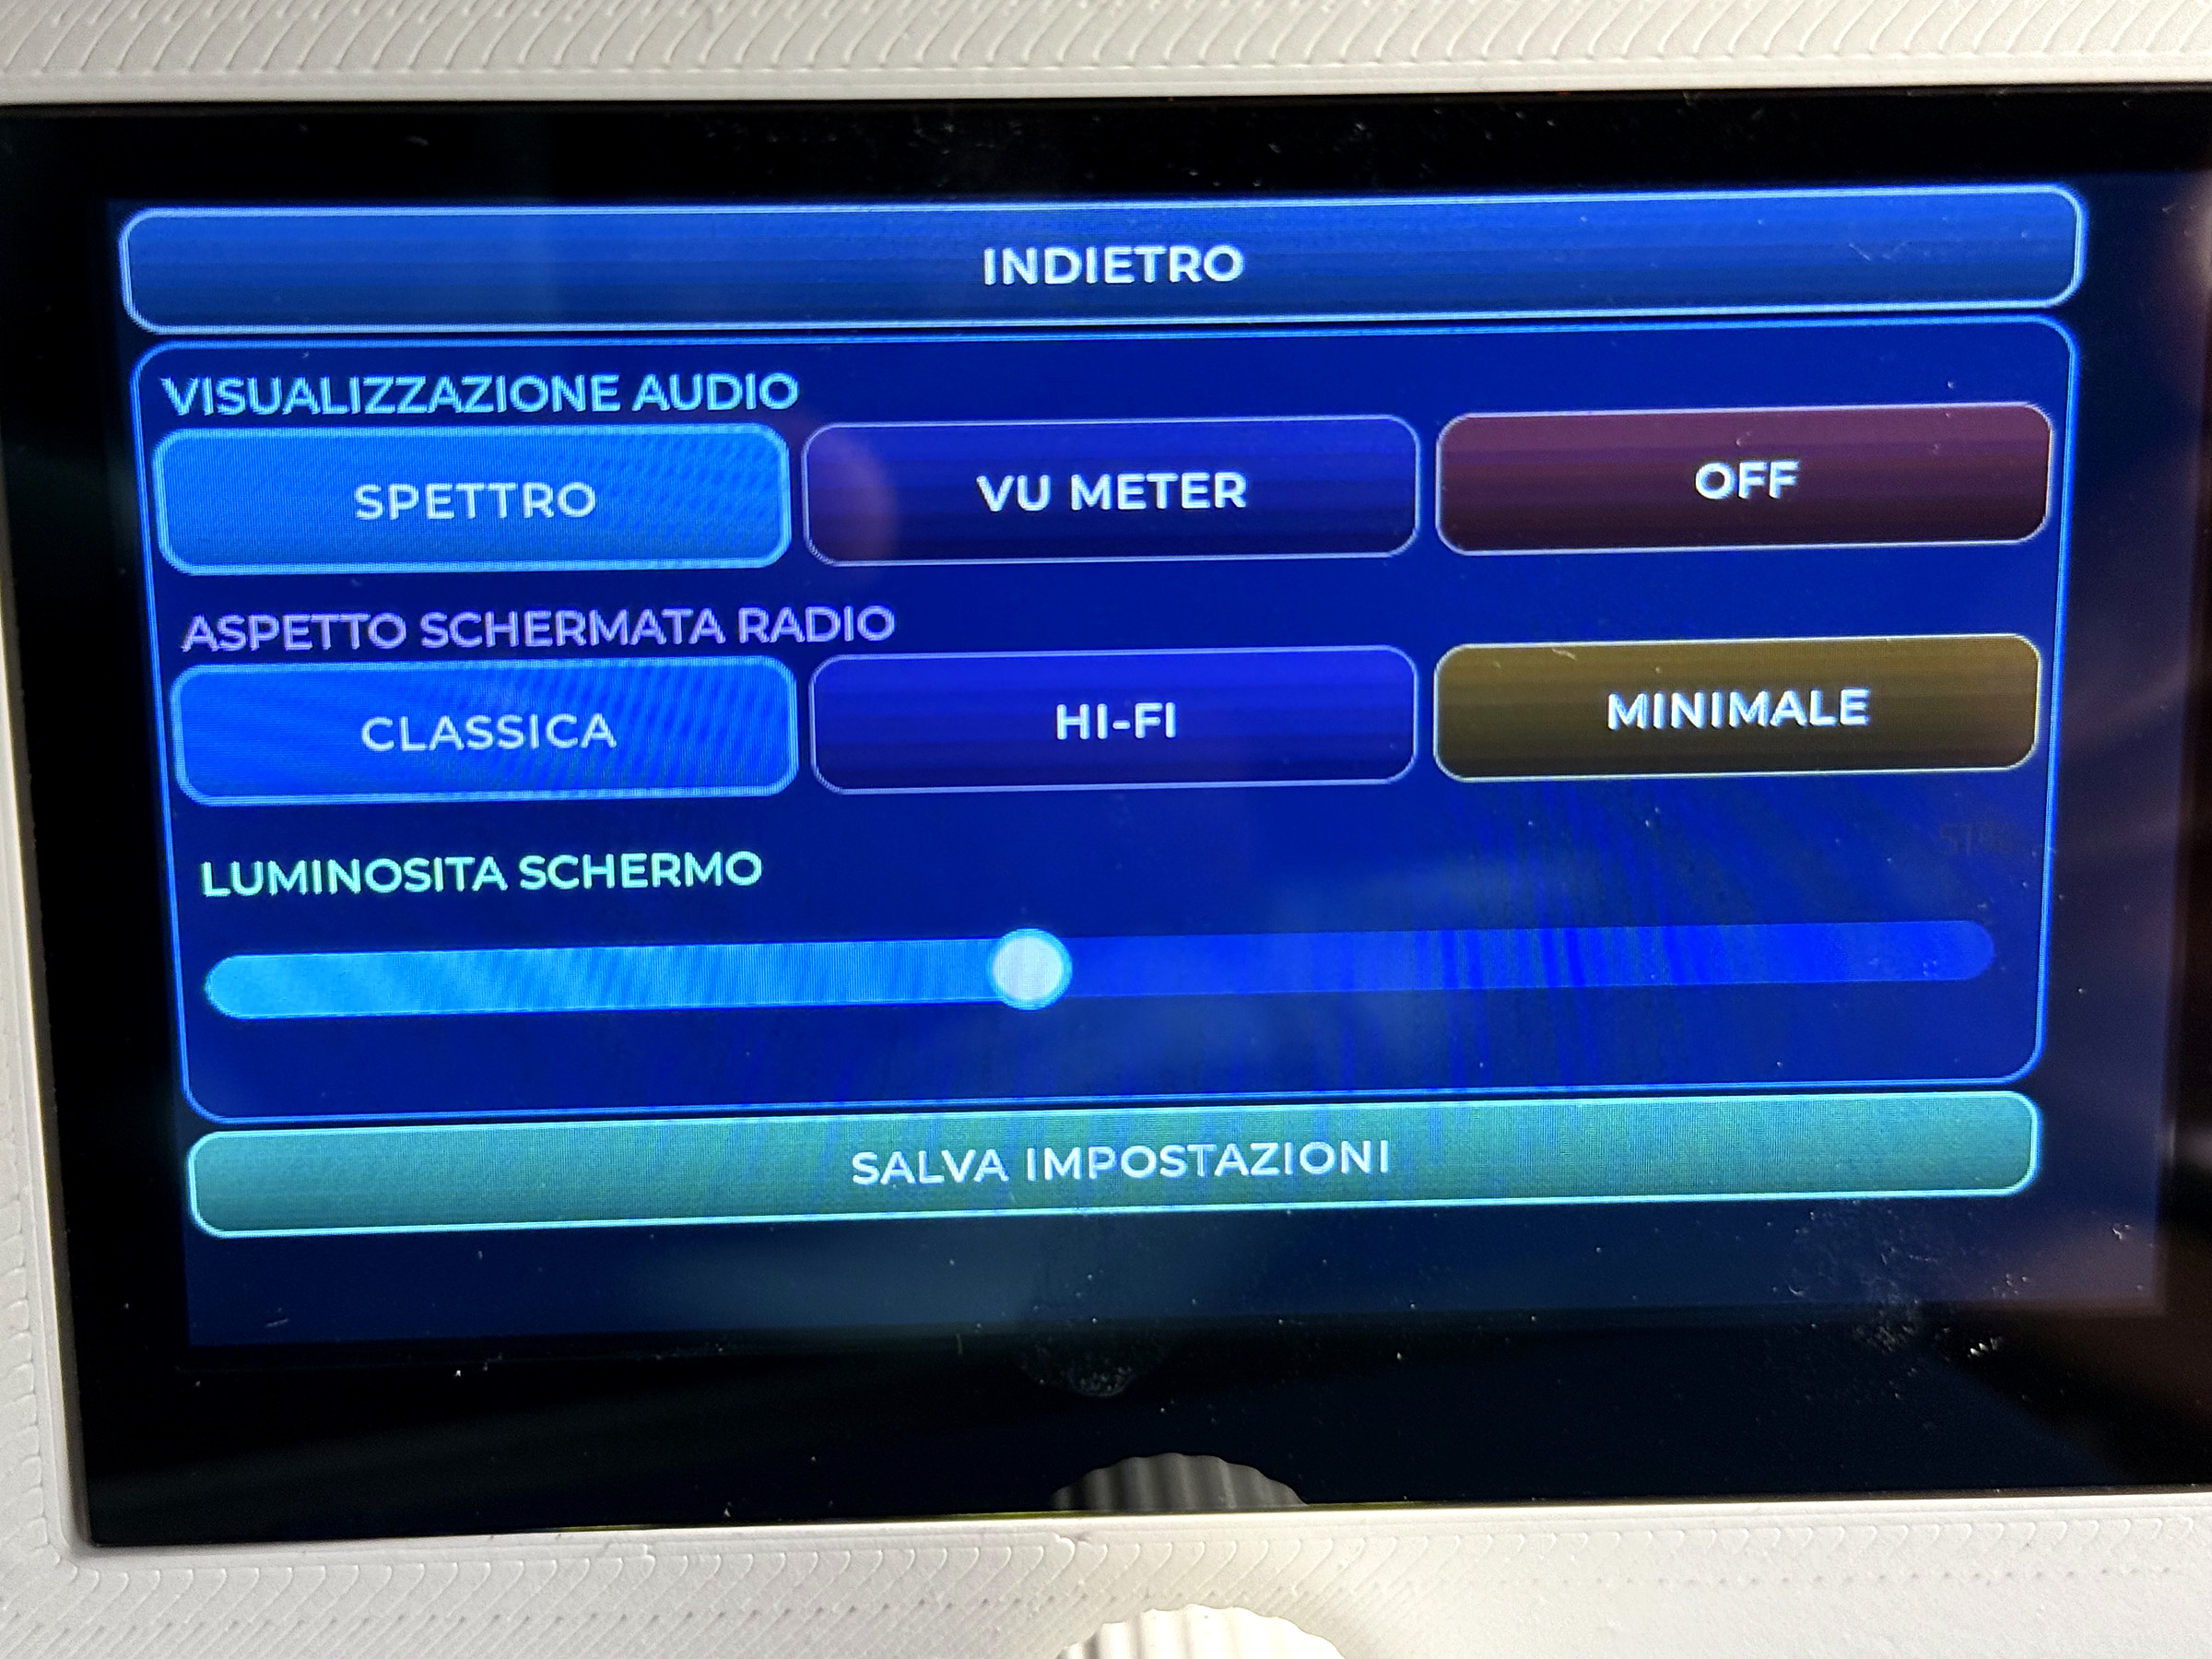 INDIETRO
VISUALIZZAZIONE AUDIO
SPETTRO
VU METER
OFF
ASPETTO SCHERMATA RADIO
CLASSICA
HI-FI
MINIMALE
LUMINOSITA SCHERMO
SALVA IMPOSTAZIONI